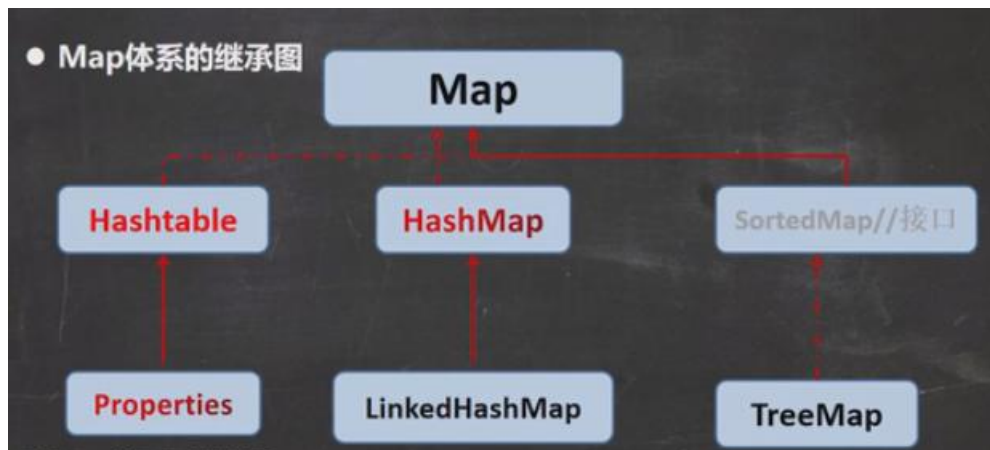 ● Map体系的继承图
Map
Hashtable
HashMap
SortedMap//接口
Properties
LinkedHashMap
TreeMap